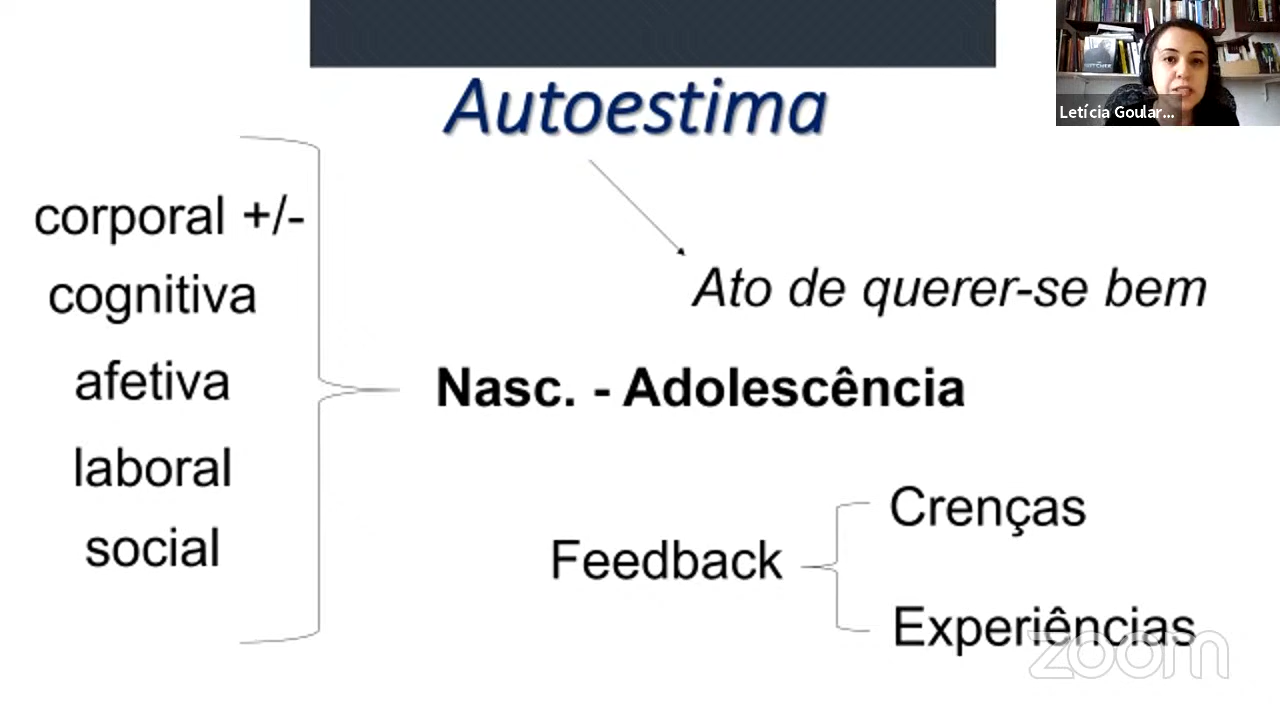 Autoestima
Letícia Goular...
corporal +/-
cognitiva
afetiva
laboral
social
Ato de querer-se bem
Nasc. - Adolescência
Feedback
Crenças
Experiências
zoom